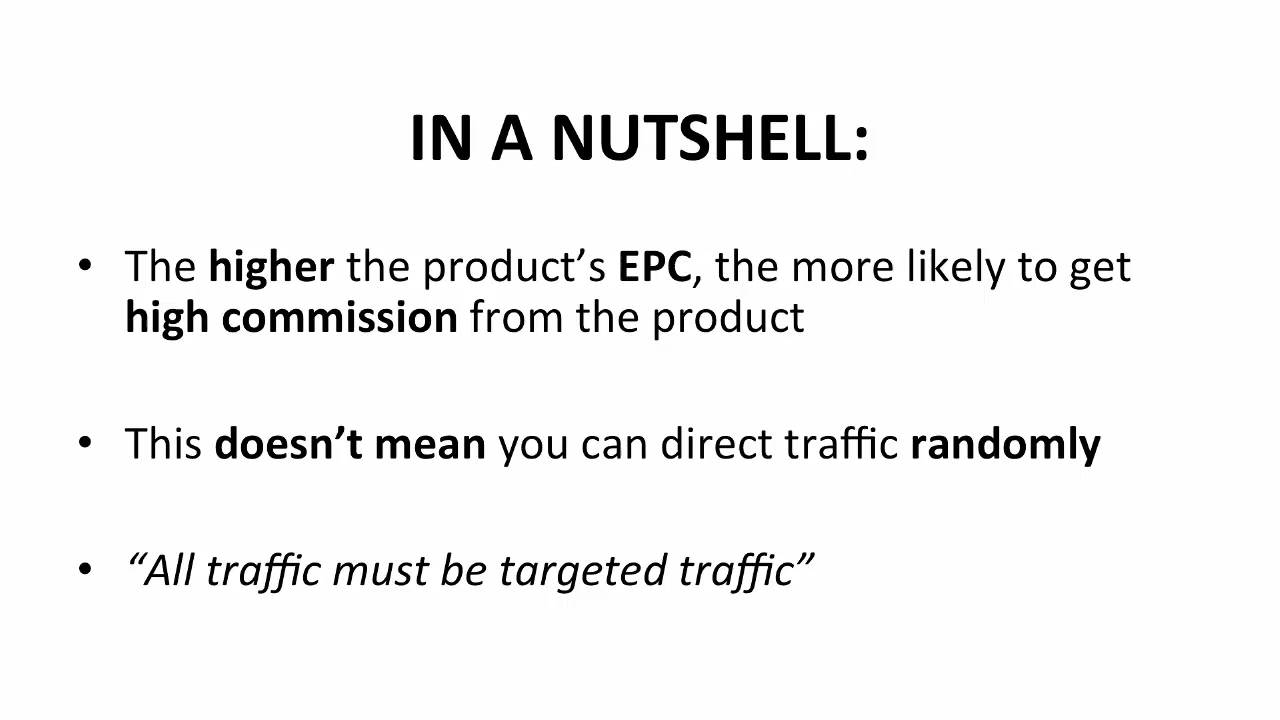 IN A NUTSHELL:
• The higher the product’s EPC, the more likely to get
high commission from the product
• This doesn’t mean you can direct traffic randomly
• “All traffic must be targeted traffic”